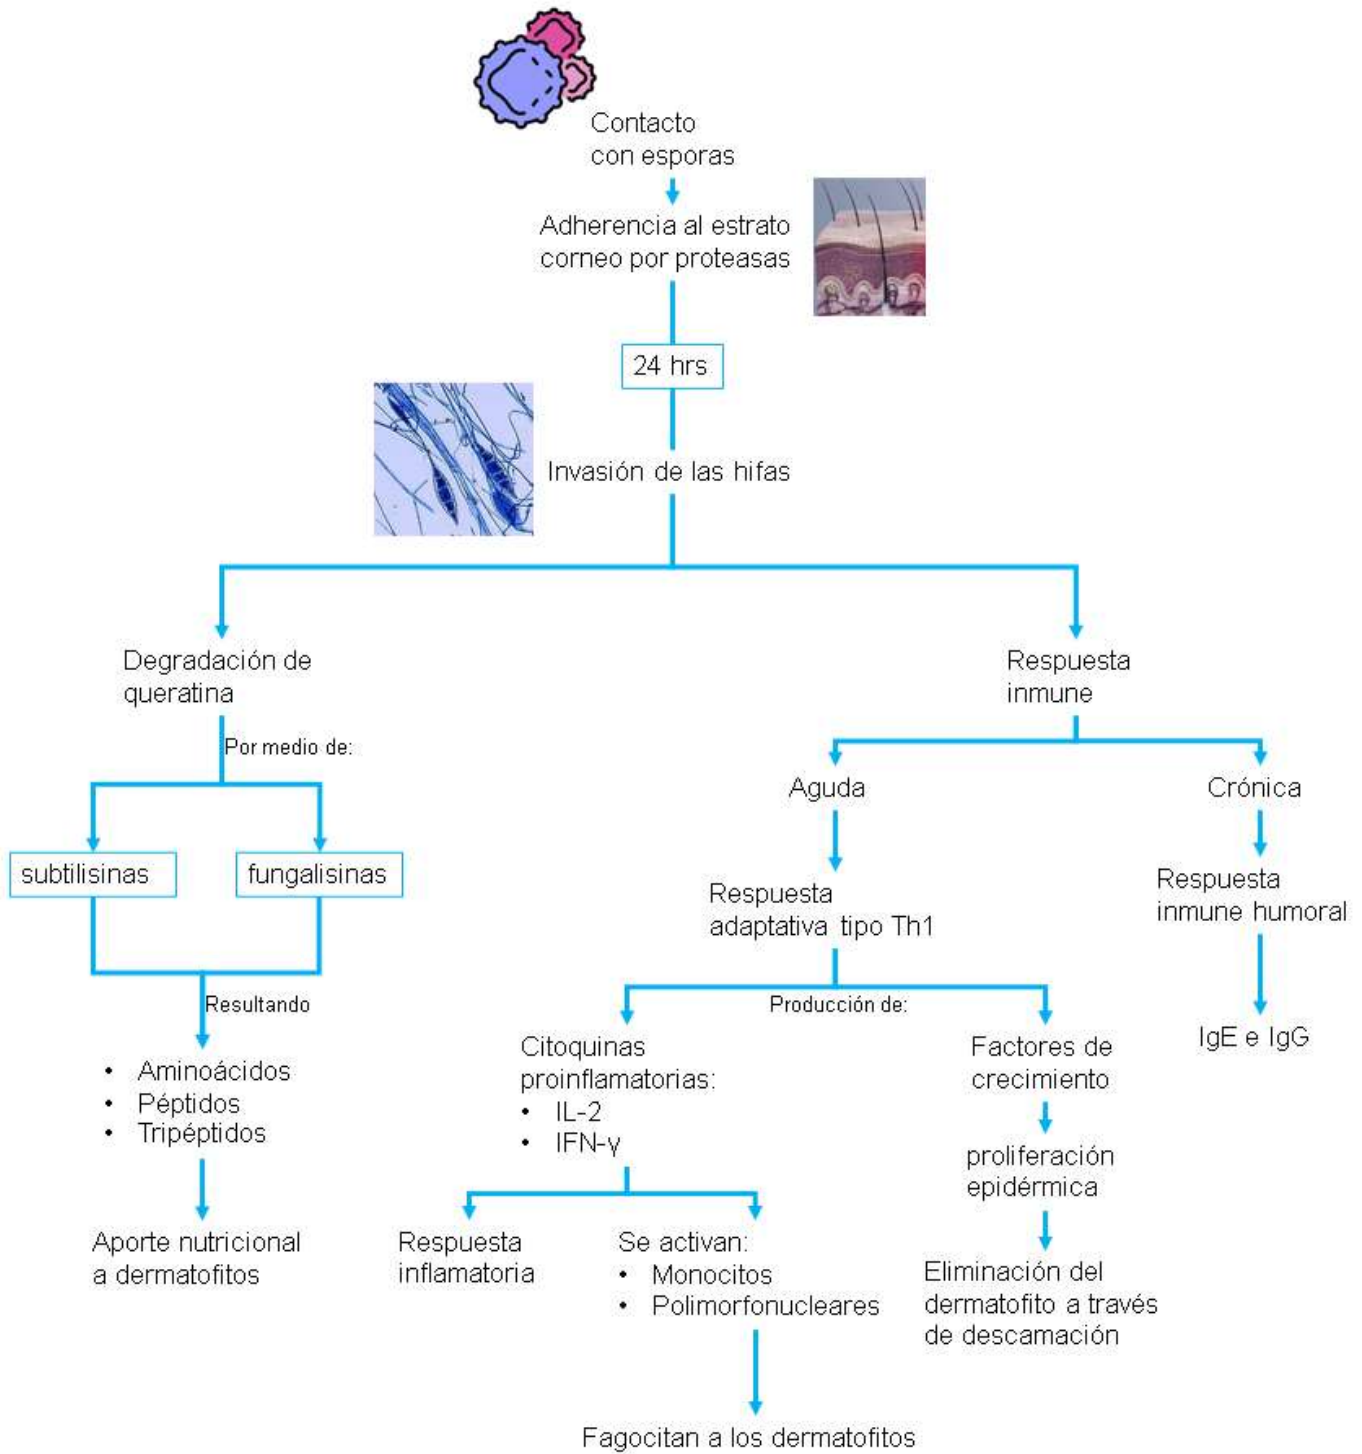 Contacto
con esporas
Adherencia al estrato
corneo por proteasas
24 hrs
Invasión de las hifas
Degradación de
queratina
Por medio de:
subtilisinas
fungalisinas
Resultando
• Aminoácidos
• Péptidos
• Tripéptidos
Aporte nutricional
a dermatofitos
Respuesta
inmune
Aguda
Respuesta
adaptativa tipo Th1
Producción de:
Citoquinas
proinflamatorias:
• IL-2
• IFN-γ
Respuesta
inflamatoria
Se activan:
• Monocitos
• Polimorfonucleares
Fagocitan a los dermatofitos
Factores de
crecimiento
proliferación
epidérmica
Eliminación del
dermatofito a través
de descamación
Crónica
Respuesta
inmune humoral
IgE e IgG